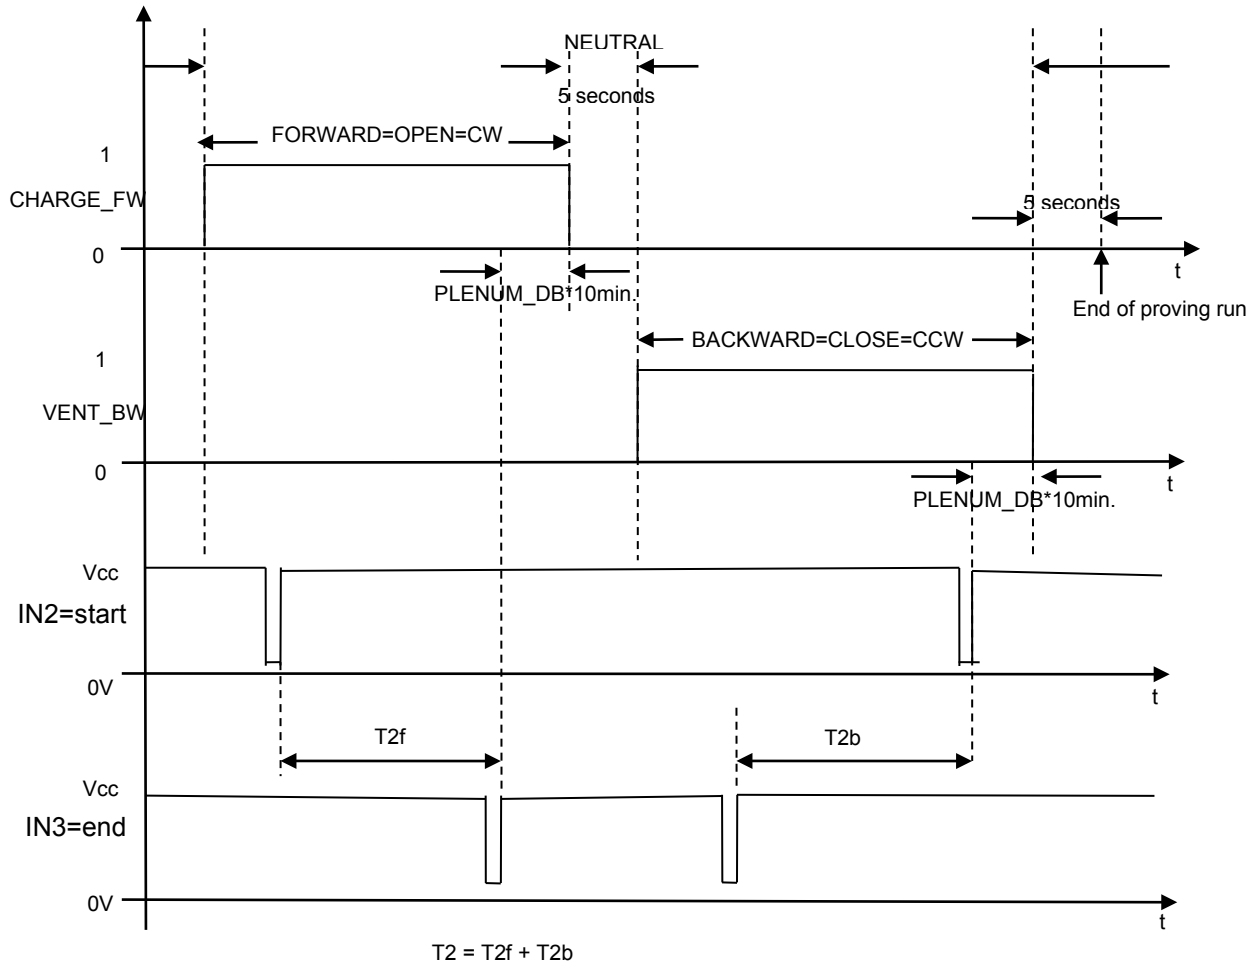 NEUTRAL
5 seconds
FORWARD=OPEN=CW
1
CHARGE_FW
5 seconds
0
t
PLENUM_DB*10min.
End of proving run
BACKWARD=CLOSE=CCW
1
VENT_BW
0
t
PLENUM_DB*10min.
Vcc
IN2=start
0V
t
T2f
T2b
Vcc
IN3=end
0V
t
T2 = T2f + T2b